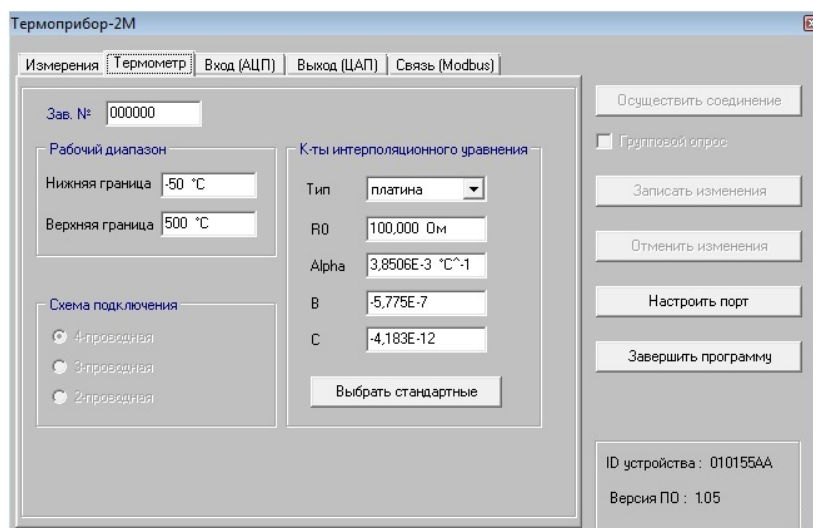 Термоприбор-2М
Измерения Термометр Вход (АЦП) Выход (ЦАП) Связь (Modbus)
Зав. № 000000
Рабочий диапазон
Нижняя граница -50 °C
Верхняя граница 500 °C
Схема подключения
4-проводная
3-проводная
2-проводная
К-ты интерполяционного уравнения
Тип платина
R0 100,000 Ом
Alpha 3,8506E-3 °C^-1
B -5,775E-7
C -4,183E-12
Выбрать стандартные
Осуществить соединение
Групповой опрос
Записать изменения
Отменить изменения
Настроить порт
Завершить программу
ID устройства : 010155AA
Версия ПО : 1.05